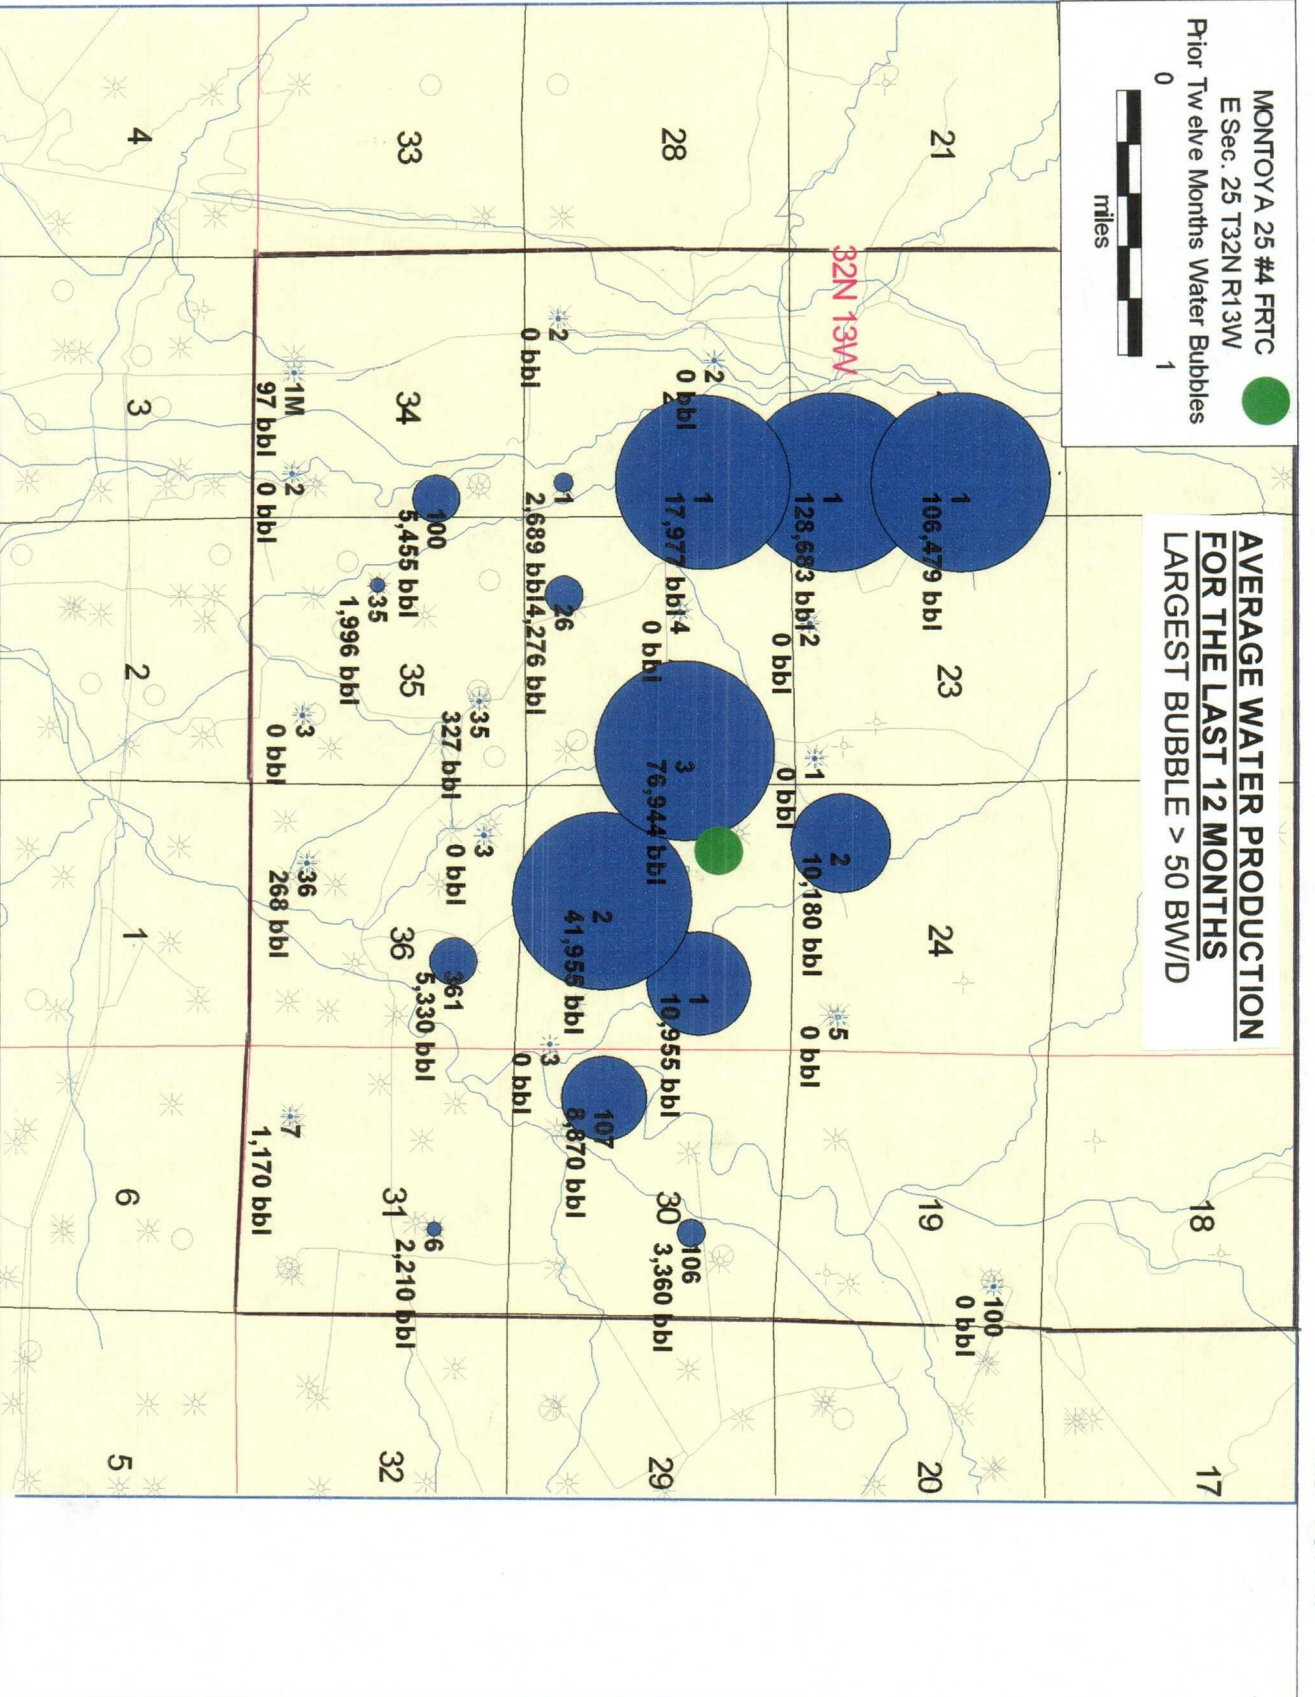 MONTOYA 25 #4 FRTC
E Sec. 25 T32N R13W
Prior Twelve Months Water Bubbles
0 1
miles
AVERAGE WATER PRODUCTION
FOR THE LAST 12 MONTHS
LARGEST BUBBLE > 50 BW/D
18
17
21
1
106,479 bbl
23
24
19
20
100
0 bbl
32N 13W
1
128,683 bbl
2
0 bbl
1
0 bbl
2
10,180 bbl
5
0 bbl
28
2
0 bbl
2
1
17,977 bbl
4
0 bbl
3
76,944 bbl
1
10,955 bbl
30
106
3,360 bbl
29
2
0 bbl
1
2,689 bbl
26
4,276 bbl
2
41,955 bbl
3
0 bbl
107
8,870 bbl
33
34
100
5,455 bbl
35
1,996 bbl
35
35
327 bbl
3
0 bbl
36
361
5,330 bbl
31
6
2,210 bbl
32
1M
97 bbl
2
0 bbl
3
0 bbl
36
268 bbl
7
1,170 bbl
4
3
2
1
6
5